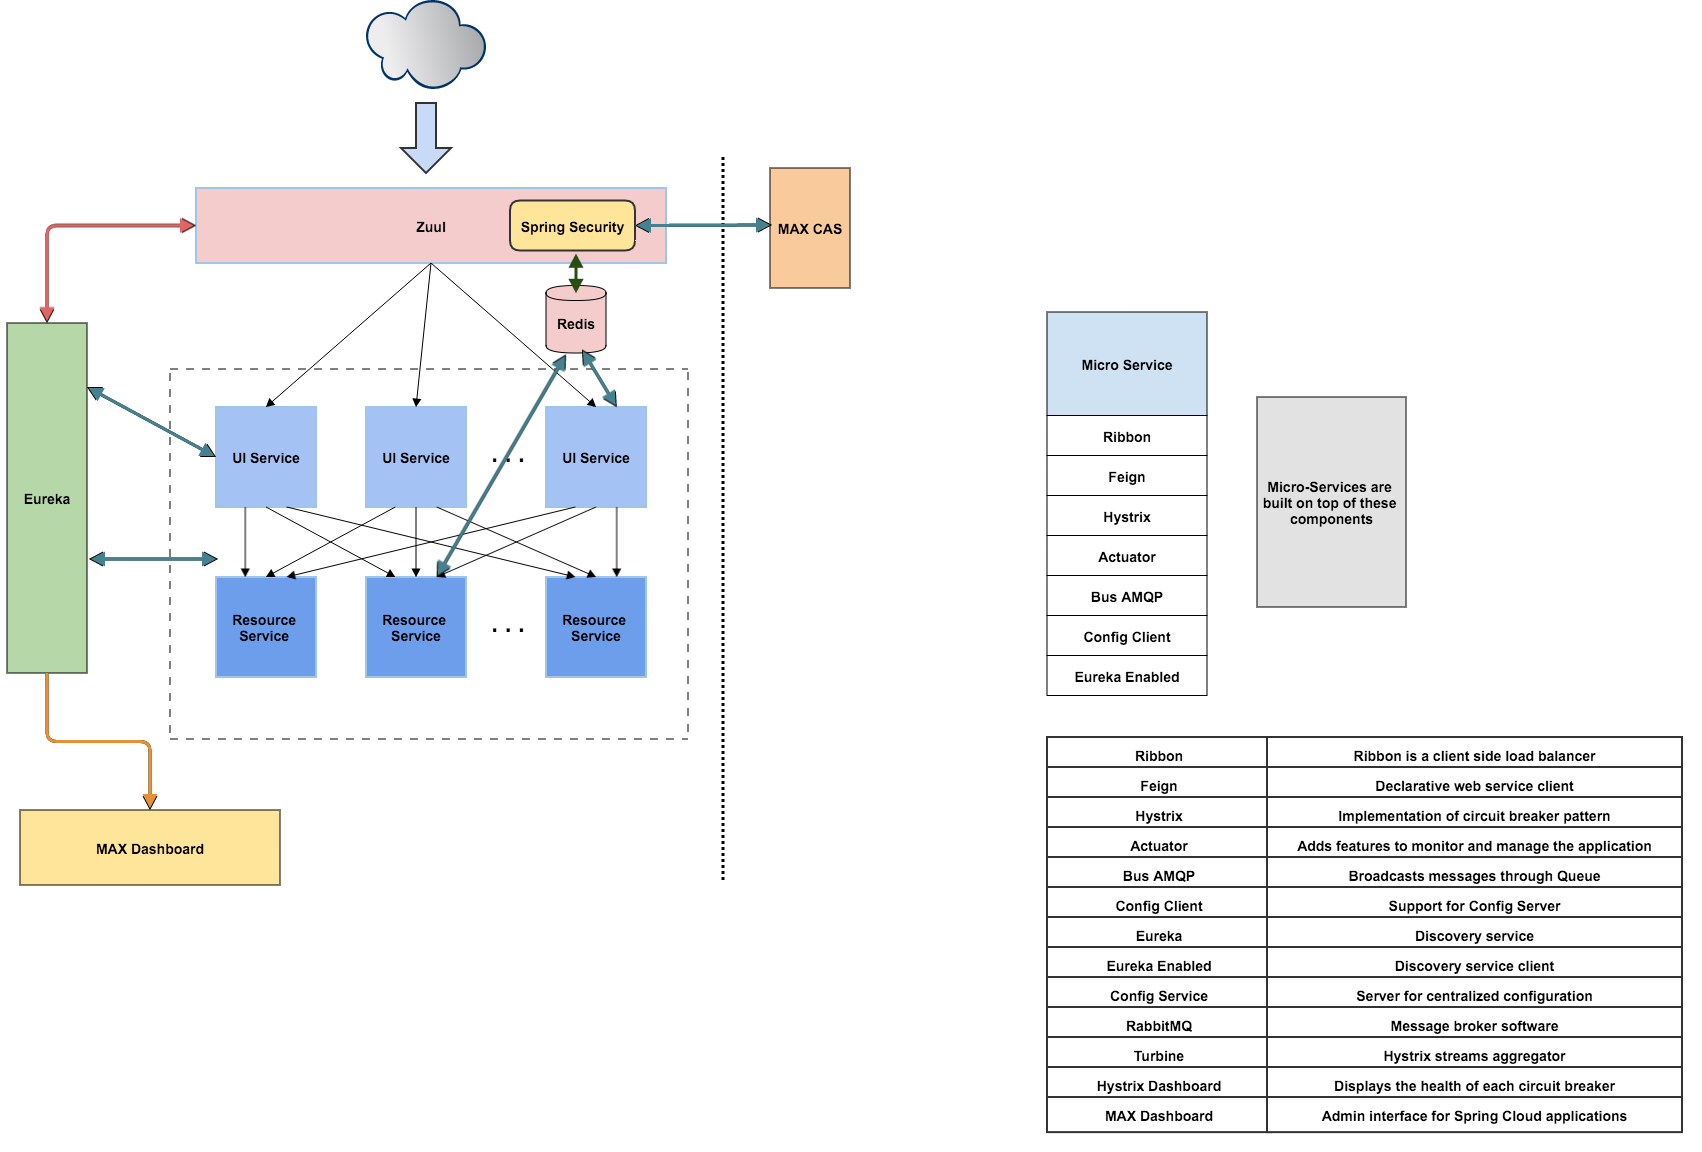 Zuul
Spring Security
MAX CAS
Redis
Eureka
UI Service
UI Service
. . .
UI Service
Resource
Service
Resource
Service
. . .
Resource
Service
MAX Dashboard
Micro Service
Ribbon
Feign
Hystrix
Actuator
Bus AMQP
Config Client
Eureka Enabled
Micro-Services are
built on top of these
components
Ribbon Ribbon is a client side load balancer
Feign Declarative web service client
Hystrix Implementation of circuit breaker pattern
Actuator Adds features to monitor and manage the application
Bus AMQP Broadcasts messages through Queue
Config Client Support for Config Server
Eureka Discovery service
Eureka Enabled Discovery service client
Config Service Server for centralized configuration
RabbitMQ Message broker software
Turbine Hystrix streams aggregator
Hystrix Dashboard Displays the health of each circuit breaker
MAX Dashboard Admin interface for Spring Cloud applications